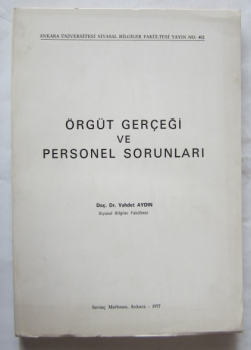 ANKARA ÜNİVERSİTESİ SİYASAL BİLGİLER FAKÜLTESİ YAYIN NO. 412
ÖRGÜT GERÇEĞİ
VE
PERSONEL SORUNLARI
Doç. Dr. Vahdet AYDIN
Siyasal Bilgiler Fakültesi
Sevinç Matbaası, Ankara - 1977